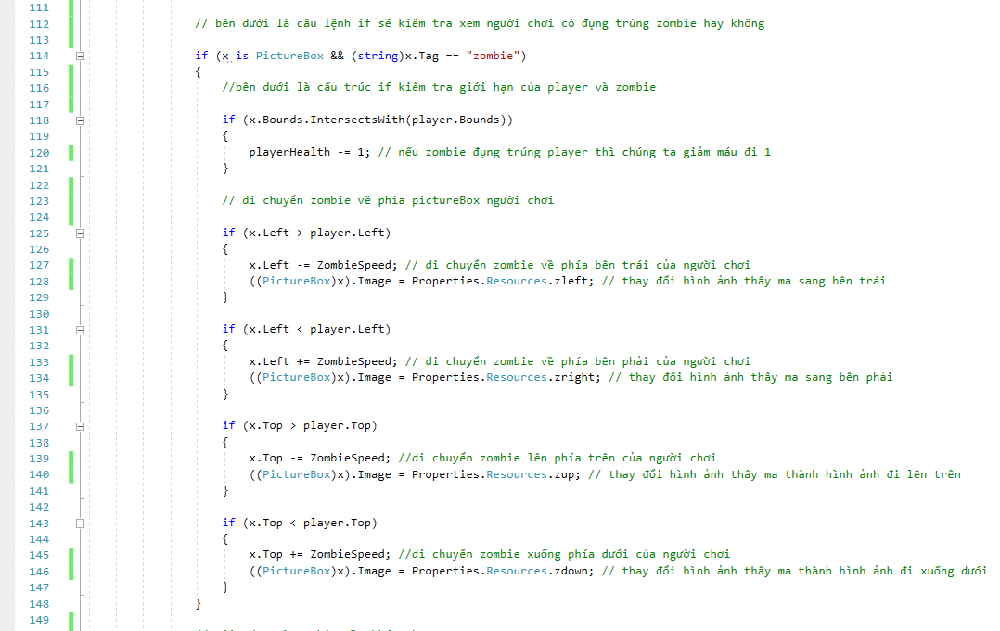 111
112 // bên dưới là câu lệnh if sẽ kiểm tra xem người chơi có đụng trúng zombie hay không
113
114 if (x is PictureBox && (string)x.Tag == "zombie")
115 {
116 //bên dưới là cấu trúc if kiểm tra giới hạn của player và zombie
117
118 if (x.Bounds.IntersectsWith(player.Bounds))
119 {
120 playerHealth -= 1; // nếu zombie đụng trúng player thì chúng ta giảm máu đi 1
121 }
122
123 // di chuyển zombie về phía pictureBox người chơi
124
125 if (x.Left > player.Left)
126 {
127 x.Left -= ZombieSpeed; // di chuyển zombie về phía bên trái của người chơi
128 ((PictureBox)x).Image = Properties.Resources.zleft; // thay đổi hình ảnh thây ma sang bên trái
129 }
130
131 if (x.Left < player.Left)
132 {
133 x.Left += ZombieSpeed; // di chuyển zombie về phía bên phải của người chơi
134 ((PictureBox)x).Image = Properties.Resources.zright; // thay đổi hình ảnh thây ma sang bên phải
135 }
136
137 if (x.Top > player.Top)
138 {
139 x.Top -= ZombieSpeed; //di chuyển zombie lên phía trên của người chơi
140 ((PictureBox)x).Image = Properties.Resources.zup; // thay đổi hình ảnh thây ma thành hình ảnh đi lên trên
141 }
142
143 if (x.Top < player.Top)
144 {
145 x.Top += ZombieSpeed; //di chuyển zombie xuống phía dưới của người chơi
146 ((PictureBox)x).Image = Properties.Resources.zdown; // thay đổi hình ảnh thây ma thành hình ảnh đi xuống dưới
147 }
148 }
149